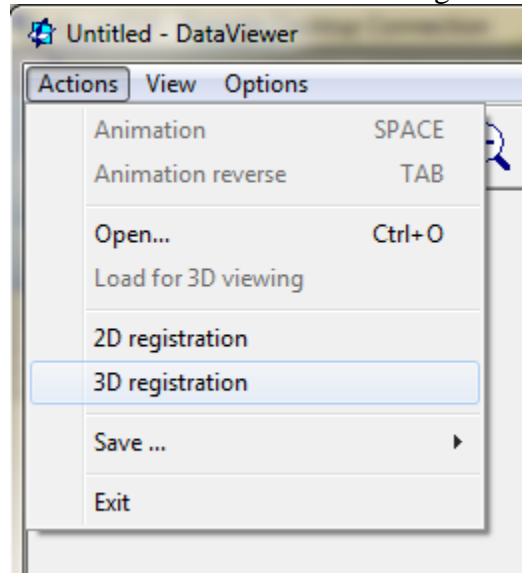 Untitled - DataViewer
Actions View Options
Animation SPACE
Animation reverse TAB
Open... Ctrl+O
Load for 3D viewing
2D registration
3D registration
Save ...
Exit